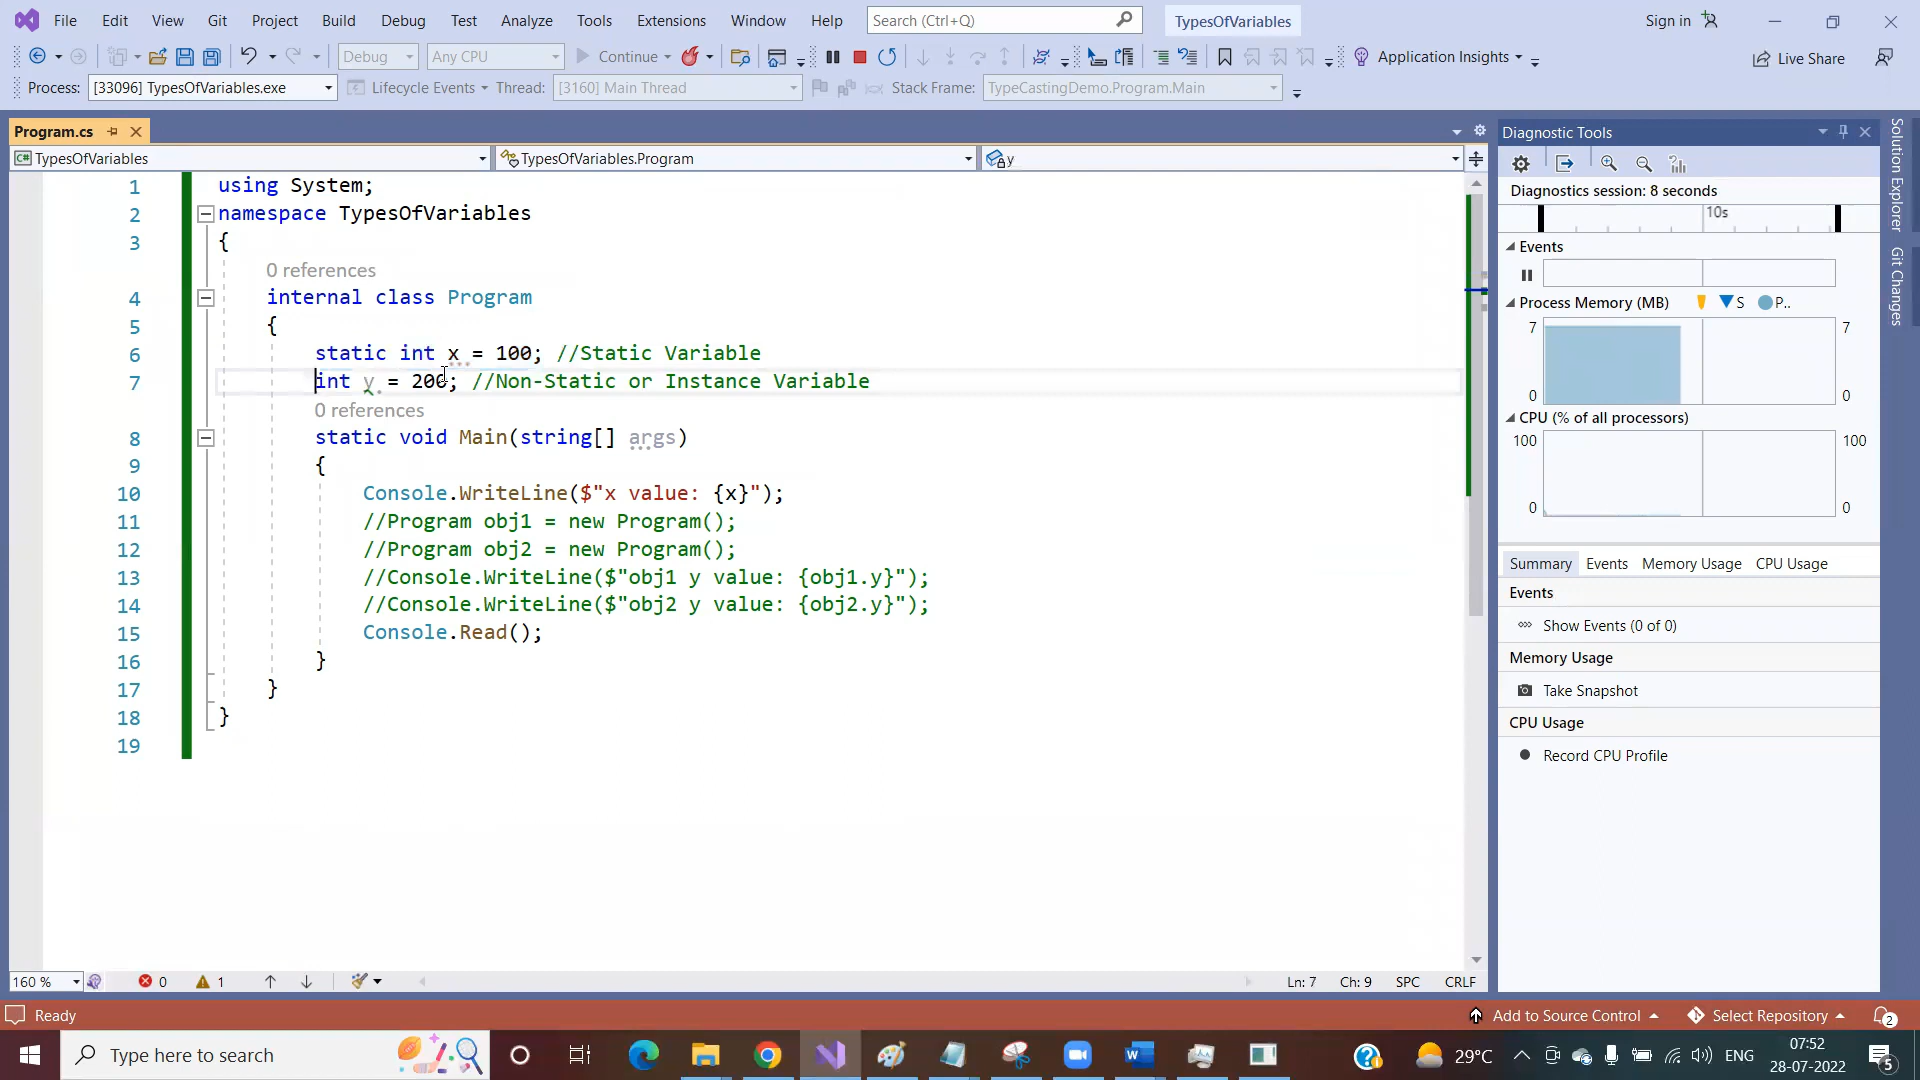 File Edit View Git Project Build Debug Test Analyze Tools Extensions Window Help Search (Ctrl+Q) TypesOfVariables Sign in
Debug Any CPU Continue Application Insights Live Share
Process: [33096] TypesOfVariables.exe Lifecycle Events Thread: [3160] Main Thread Stack Frame: TypeCastingDemo.Program.Main
Program.cs
TypesOfVariables TypesOfVariables.Program y
1 using System;
2 namespace TypesOfVariables
3 {
0 references
4 internal class Program
5 {
6 static int x = 100; //Static Variable
7 int y = 200; //Non-Static or Instance Variable
0 references
8 static void Main(string[] args)
9 {
10 Console.WriteLine($"x value: {x}");
11 //Program obj1 = new Program();
12 //Program obj2 = new Program();
13 //Console.WriteLine($"obj1 y value: {obj1.y}");
14 //Console.WriteLine($"obj2 y value: {obj2.y}");
15 Console.Read();
16 }
17 }
18 }
19
160 % 0 1 Ln: 7 Ch: 9 SPC CRLF
Diagnostic Tools
Diagnostics session: 8 seconds
10s
Events
Process Memory (MB) S P..
7 7
0 0
CPU (% of all processors)
100 100
0 0
Summary Events Memory Usage CPU Usage
Events
Show Events (0 of 0)
Memory Usage
Take Snapshot
CPU Usage
Record CPU Profile
Solution Explorer
Git Changes
Ready Add to Source Control Select Repository 2
Type here to search 29°C ENG 07:52
28-07-2022 5